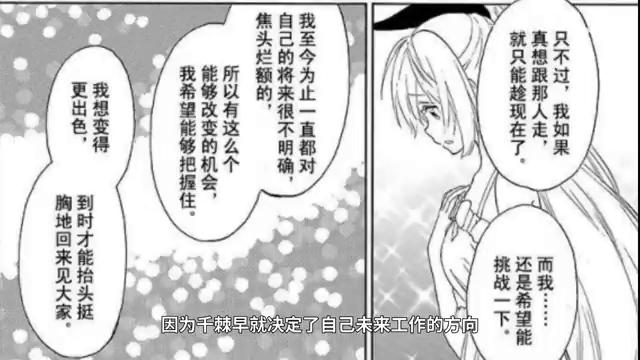 只不过，我如果
真想跟那人走，
就只能趁现在了。
而我……
还是希望能
挑战一下。
我至今为止一直都对
自己的将来很不明确，
焦头烂额的，
所以有这么个
能够改变的机会，
我希望能够把握住。
我想变得
更出色，
到时才能抬头挺
胸地回来见大家。
因为千棘早就决定了自己未来工作的方向